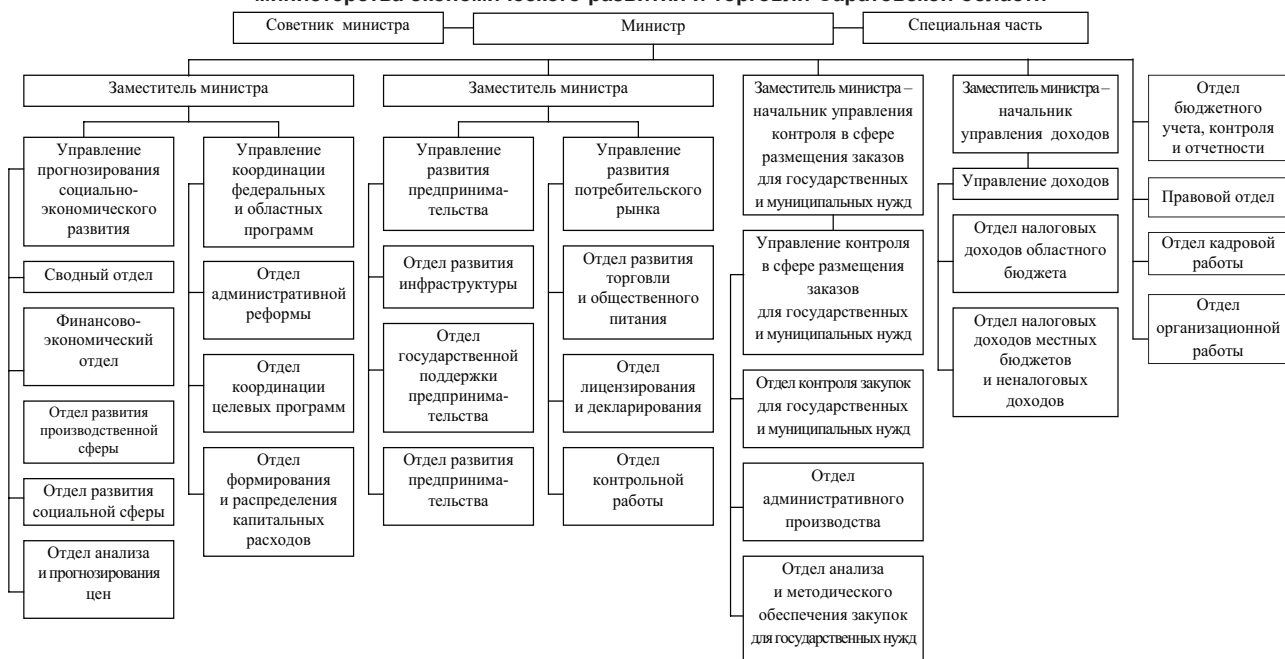 министерства экономического развития и торговли Саратовской области
Советник министра
Министр
Специальная часть
Заместитель министра
Управление
прогнозирования
социально-
экономического
развития
Сводный отдел
Финансово-
экономический
отдел
Отдел развития
производственной
сферы
Отдел развития
социальной сферы
Отдел анализа
и прогнозирования
цен
Управление
координации
федеральных
и областных
программ
Отдел
административной
реформы
Отдел
координации
целевых программ
Отдел
формирования
и распределения
капитальных
расходов
Заместитель министра
Управление
развития
предпринима-
тельства
Отдел развития
инфраструктуры
Отдел
государственной
поддержки
предпринима-
тельства
Отдел развития
предпринима-
тельства
Управление
развития
потребительского
рынка
Отдел развития
торговли
и общественного
питания
Отдел
лицензирования
и декларирования
Отдел
контрольной
работы
Заместитель министра –
начальник управления
контроля в сфере
размещения заказов
для государственных
и муниципальных нужд
Управление контроля
в сфере размещения
заказов
для государственных
и муниципальных нужд
Отдел контроля закупок
для государственных
и муниципальных нужд
Отдел
административного
производства
Отдел анализа
и методического
обеспечения закупок
для государственных нужд
Заместитель министра –
начальник
управления доходов
Управление доходов
Отдел налоговых
доходов областного
бюджета
Отдел налоговых
доходов местных
бюджетов
и неналоговых
доходов
Отдел
бюджетного
учета, контроля
и отчетности
Правовой отдел
Отдел кадровой
работы
Отдел
организационной
работы